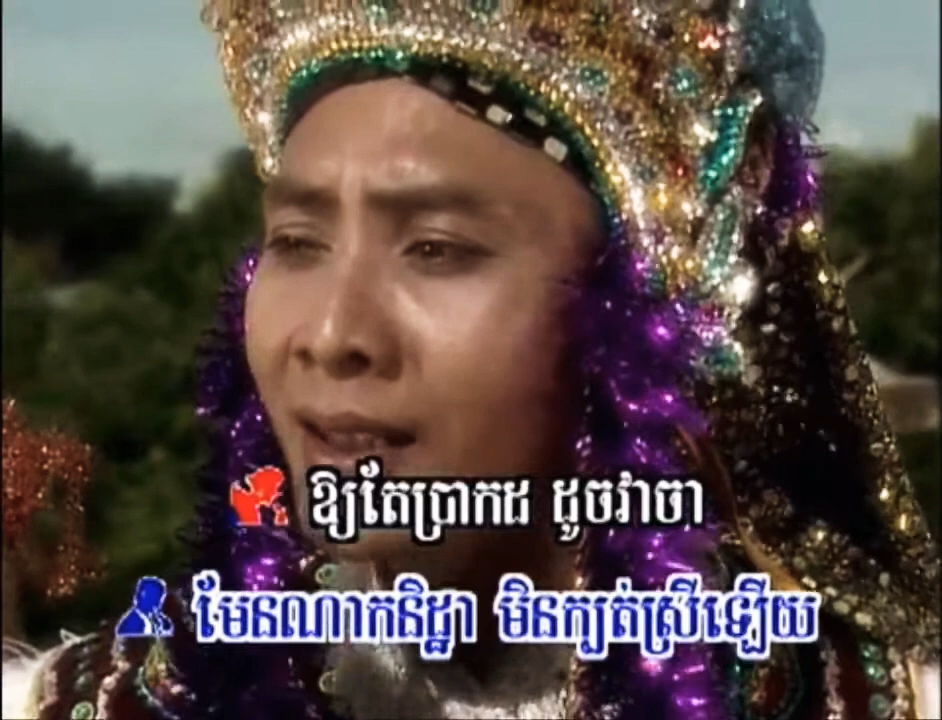 ឱ្យតែប្រាកដ ដូចវាចា
មែនណាកនិដ្ឋា មិនក្បត់ស្រីឡើយ